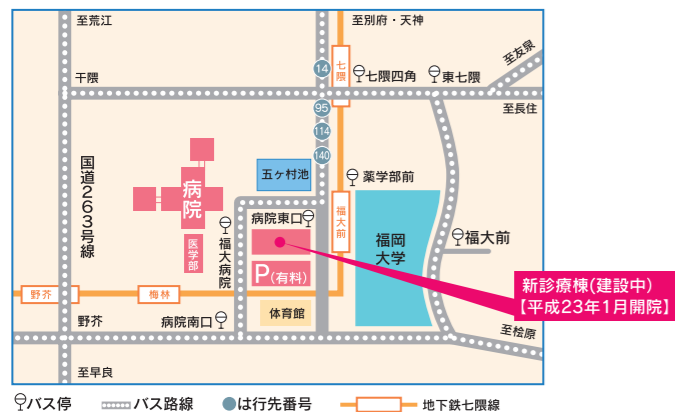 至荒江
至別府・天神
至友泉
14
七隈
七隈四角
東七隈
干隈
95
至長住
114
140
国道263号線
病院
五ヶ村池
薬学部前
病院東口
福大前
福岡
大学
福大前
医学部
福大病院
P(有料)
新診療棟(建設中)
【平成23年1月開院】
野芥
梅林
体育館
野芥
病院南口
至桧原
至早良
バス停
バス路線
は行先番号
地下鉄七隈線